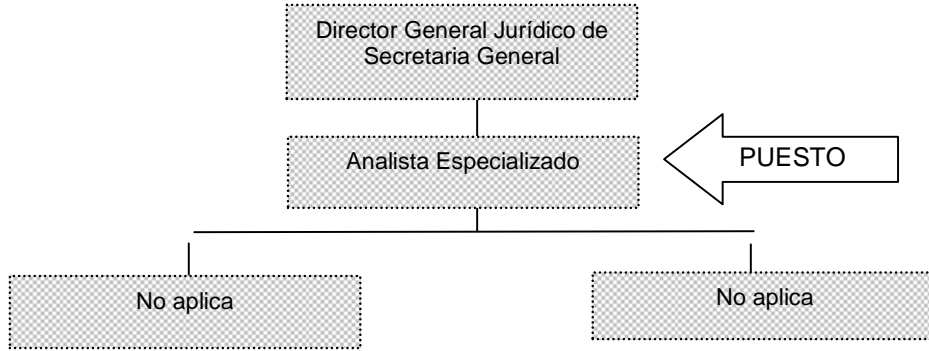 Director General Jurídico de
Secretaria General
Analista Especializado
PUESTO
No aplica
No aplica